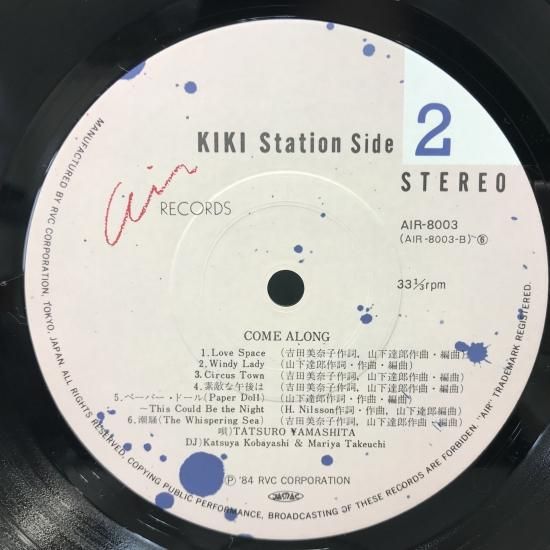 KIKI Station Side 2
STEREO
Air RECORDS
AIR-8003
(AIR-8003-B) ⑥
33⅓rpm
COME ALONG
1. Love Space (吉田美奈子作詞, 山下達郎作曲・編曲)
2. Windy Lady (山下達郎作詞・作曲・編曲)
3. Circus Town (吉田美奈子作詞, 山下達郎作曲・編曲)
4. 素敵な午後は (吉田美奈子作詞, 山下達郎作曲・編曲)
5. ペーパー・ドール (Paper Doll) (山下達郎作詞・作曲・編曲)
~This Could be the Night (H. Nilsson作詞・作曲, 山下達郎編曲)
6. 潮騒 (The Whispering Sea) (吉田美奈子作詞, 山下達郎作曲・編曲)
唄) TATSURO YAMASHITA
DJ) Katsuya Kobayashi & Mariya Takeuchi
Ⓟ '84 RVC CORPORATION
JASRAC
MANUFACTURED BY RVC CORPORATION, TOKYO, JAPAN. ALL RIGHTS RESERVED. COPYING PUBLIC PERFORMANCE, BROADCASTING OF THESE RECORDS ARE FORBIDDEN. "AIR" TRADEMARK REGISTERED.